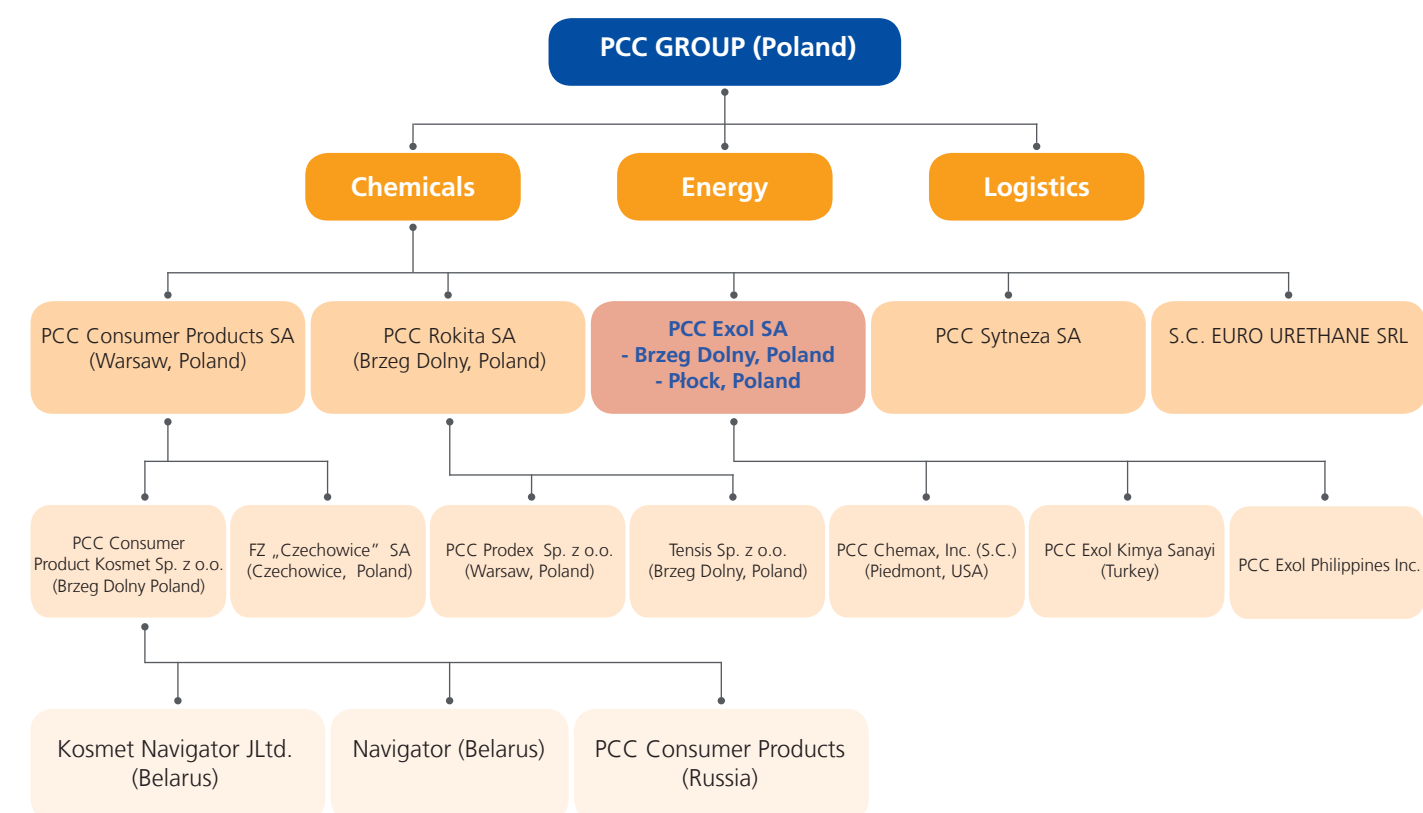 PCC GROUP (Poland)
Chemicals
Energy
Logistics
PCC Consumer Products SA
(Warsaw, Poland)
PCC Rokita SA
(Brzeg Dolny, Poland)
PCC Exol SA
- Brzeg Dolny, Poland
- Płock, Poland
PCC Sytneza SA
S.C. EURO URETHANE SRL
PCC Consumer
Product Kosmet Sp. z o.o.
(Brzeg Dolny Poland)
FZ „Czechowice” SA
(Czechowice, Poland)
PCC Prodex Sp. z o.o.
(Warsaw, Poland)
Tensis Sp. z o.o.
(Brzeg Dolny, Poland)
PCC Chemax, Inc. (S.C.)
(Piedmont, USA)
PCC Exol Kimya Sanayi
(Turkey)
PCC Exol Philippines Inc.
Kosmet Navigator JLtd.
(Belarus)
Navigator (Belarus)
PCC Consumer Products
(Russia)